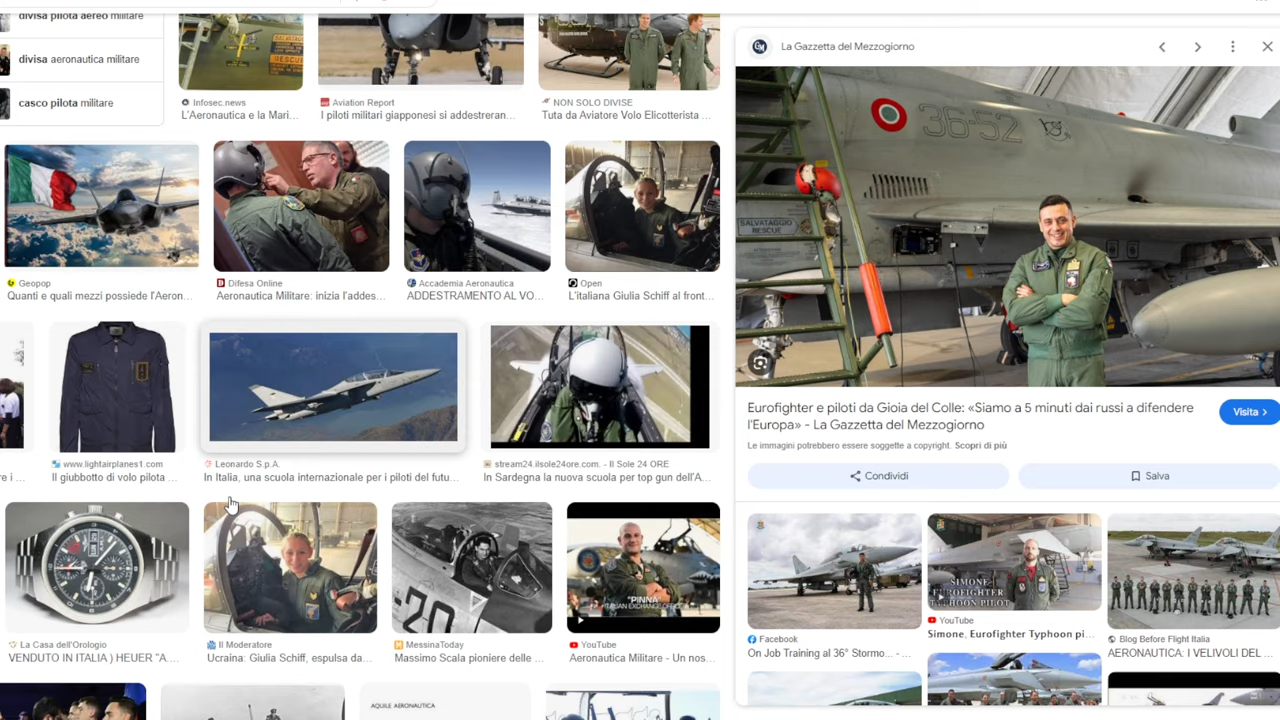 divisa pilota aereo militare
divisa aeronautica militare
casco pilota militare
Infosec.news
L'Aeronautica e la Mari...
Aviation Report
I piloti militari giapponesi si addestreran...
NON SOLO DIVISE
Tuta da Aviatore Volo Elicotterista ...
Geopop
Quanti e quali mezzi possiede l'Aeron...
Difesa Online
Aeronautica Militare: inizia l'addes...
Accademia Aeronautica
ADDESTRAMENTO AL VO...
Open
L'italiana Giulia Schiff al front...
re i ...
www.lightairplanes1.com
Il giubbotto di volo pilota ...
Leonardo S.p.A.
In Italia, una scuola internazionale per i piloti del futu...
stream24.ilsole24ore.com. - Il Sole 24 ORE
In Sardegna la nuova scuola per top gun dell'A...
La Casa dell'Orologio
VENDUTO IN ITALIA ) HEUER "A...
Il Moderatore
Ucraina: Giulia Schiff, espulsa da...
-20
MessinaToday
Massimo Scala pioniere delle ...
"PINNA"
ITALIAN EXCHANGE OFFICER
YouTube
Aeronautica Militare - Un nos...
AQUILE AERONAUTICA
GM
La Gazzetta del Mezzogiorno
36-52
SALVATAGGIO
RESCUE
Eurofighter e piloti da Gioia del Colle: «Siamo a 5 minuti dai russi a difendere
l'Europa» - La Gazzetta del Mezzogiorno
Visita
Le immagini potrebbero essere soggette a copyright. Scopri di più
Condividi
Salva
Facebook
On Job Training al 36° Stormo... - ...
SIMONE
EUROFIGHTER
TYPHOON PILOT
YouTube
Simone, Eurofighter Typhoon pi...
Blog Before Flight Italia
AERONAUTICA: I VELIVOLI DEL ...